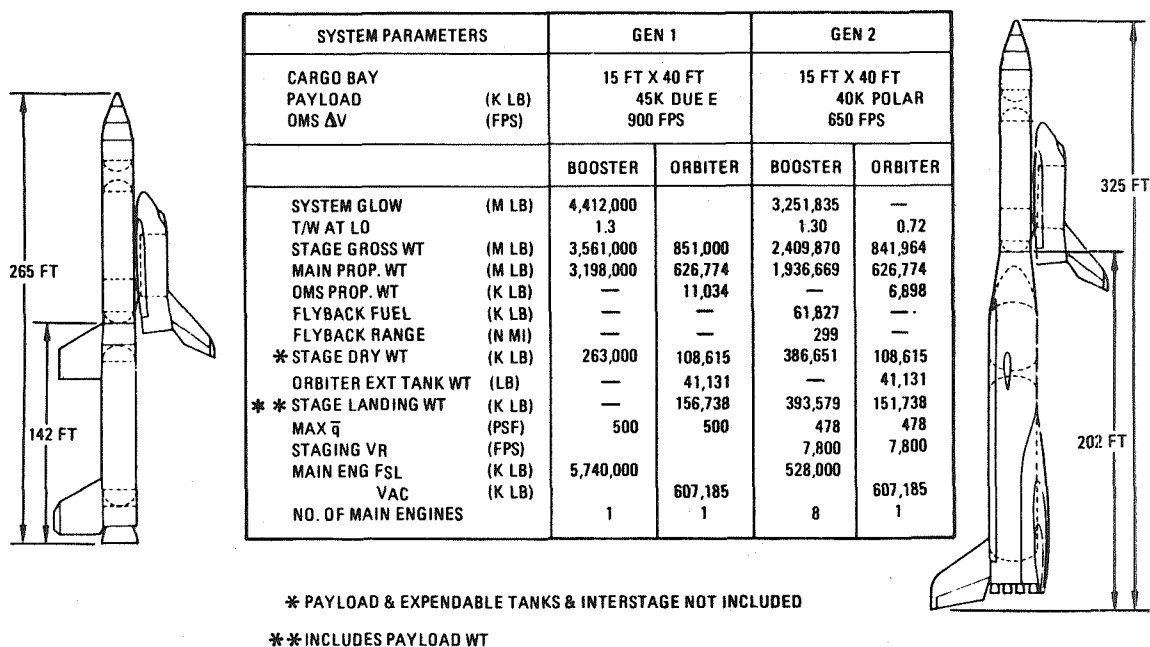 SYSTEM PARAMETERS GEN 1 GEN 2
CARGO BAY 15 FT X 40 FT 15 FT X 40 FT
PAYLOAD (K LB) 45K DUE E 40K POLAR
OMS ΔV (FPS) 900 FPS 650 FPS
BOOSTER ORBITER BOOSTER ORBITER
SYSTEM GLOW (M LB) 4,412,000 3,251,835 —
T/W AT LO 1.3 1.30 0.72
STAGE GROSS WT (M LB) 3,561,000 851,000 2,409,870 841,964
MAIN PROP. WT (M LB) 3,198,000 626,774 1,936,669 626,774
OMS PROP. WT (K LB) — 11,034 — 6,898
FLYBACK FUEL (K LB) — — 61,827 —
FLYBACK RANGE (N MI) — — 299 —
* STAGE DRY WT (K LB) 263,000 108,615 386,651 108,615
ORBITER EXT TANK WT (LB) — 41,131 — 41,131
* * STAGE LANDING WT (K LB) — 156,738 393,579 151,738
MAX q̅ (PSF) 500 500 478 478
STAGING VR (FPS) 7,800 7,800
MAIN ENG FSL (K LB) 5,740,000 528,000
VAC (K LB) 607,185 607,185
NO. OF MAIN ENGINES 1 1 8 1
265 FT
142 FT
325 FT
202 FT
* PAYLOAD & EXPENDABLE TANKS & INTERSTAGE NOT INCLUDED
* * INCLUDES PAYLOAD WT